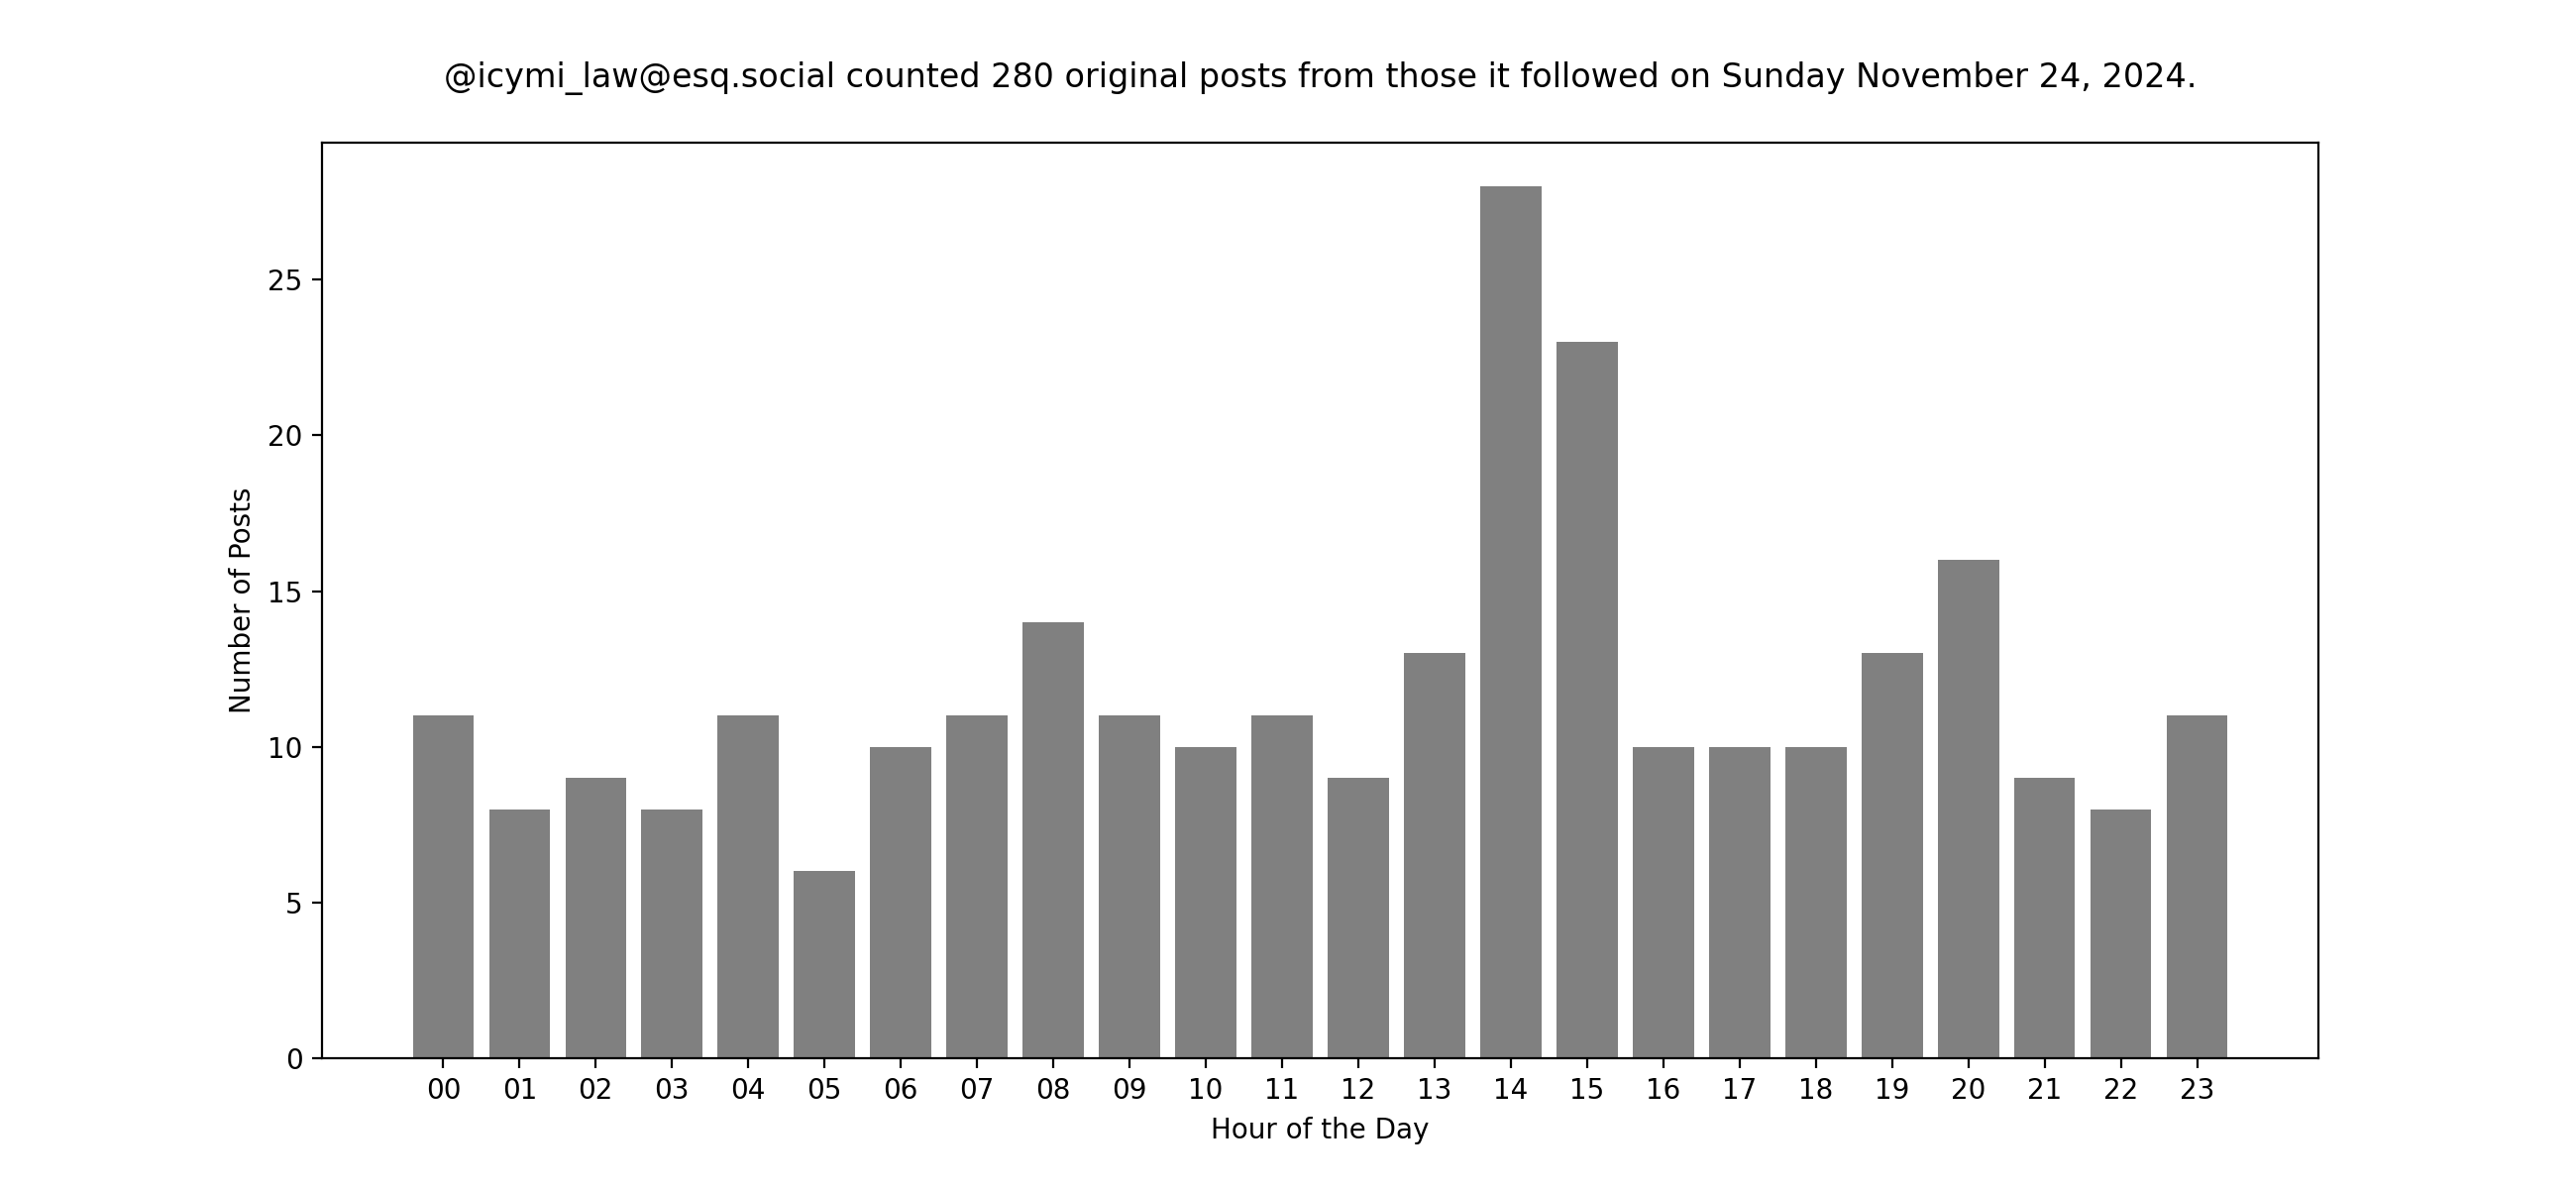 @icymi_law@esq.social counted 280 original posts from those it followed on Sunday November 24, 2024.
25
20
15
10
5
0
Number of Posts
00 01 02 03 04 05 06 07 08 09 10 11 12 13 14 15 16 17 18 19 20 21 22 23
Hour of the Day